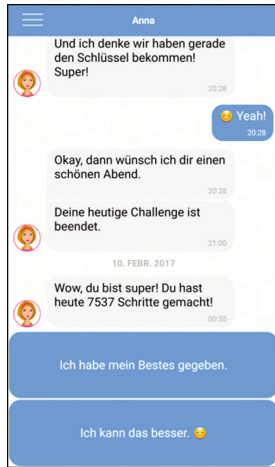 Anna
Und ich denke wir haben gerade
den Schlüssel bekommen!
Super!
20:28
😊 Yeah!
20:28
Okay, dann wünsch ich dir einen
schönen Abend.
20:28
Deine heutige Challenge ist
beendet.
21:00
10. FEBR. 2017
Wow, du bist super! Du hast
heute 7537 Schritte gemacht!
00:55
Ich habe mein Bestes gegeben.
Ich kann das besser. 😊